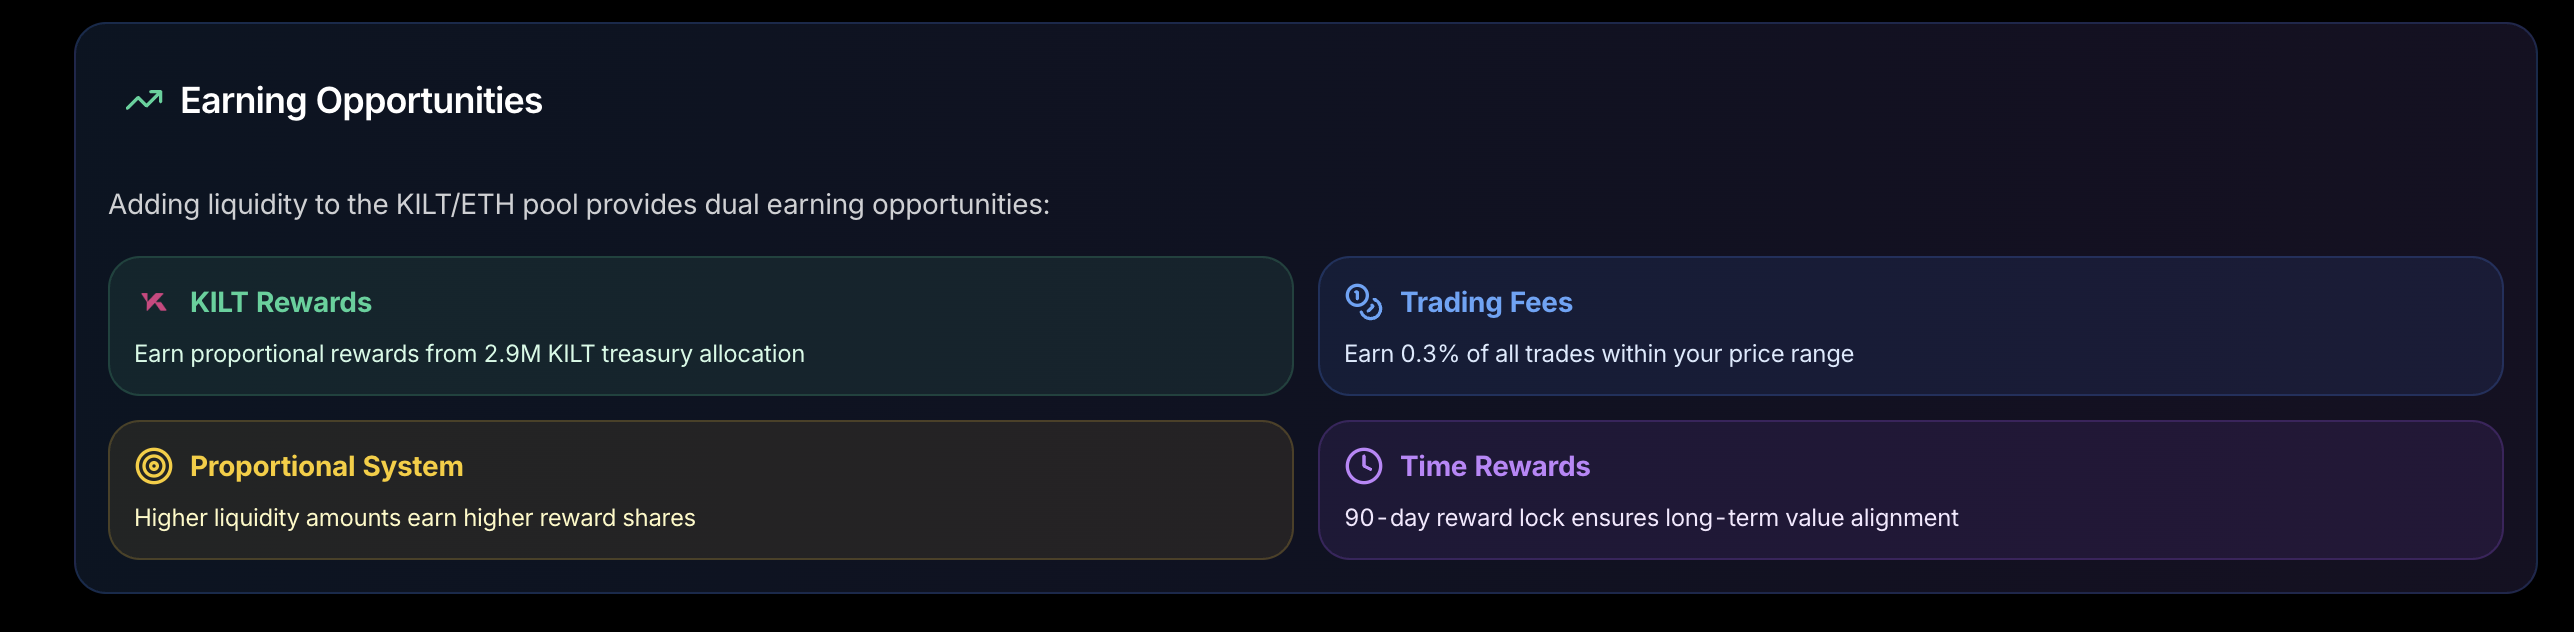 Earning Opportunities
Adding liquidity to the KILT/ETH pool provides dual earning opportunities:
KILT Rewards
Earn proportional rewards from 2.9M KILT treasury allocation
Trading Fees
Earn 0.3% of all trades within your price range
Proportional System
Higher liquidity amounts earn higher reward shares
Time Rewards
90-day reward lock ensures long-term value alignment